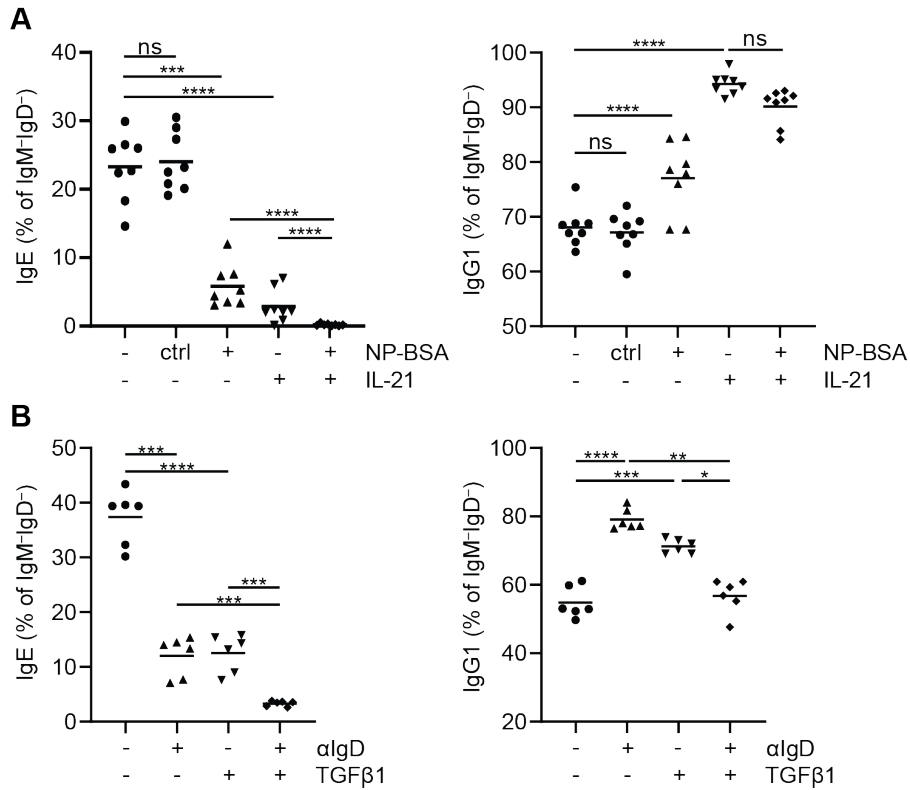 A
IgE (% of IgM⁻IgD⁻)
40
30
20
10
0
ns
***
****
****
****
- ctrl + - + NP-BSA
- - - + + IL-21
IgG1 (% of IgM⁻IgD⁻)
100
90
80
70
60
50
**** ns
****
ns
- ctrl + - + NP-BSA
- - - + + IL-21
B
IgE (% of IgM⁻IgD⁻)
50
40
30
20
10
0
***
****
***
***
- + - + αIgD
- - + + TGFβ1
IgG1 (% of IgM⁻IgD⁻)
100
80
60
40
20
**** **
*** *
- + - + αIgD
- - + + TGFβ1